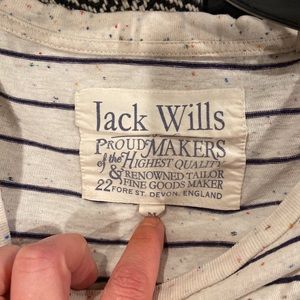 Jack Wills
PROUD MAKERS
of the HIGHEST QUALITY
& RENOWNED TAILOR
& FINE GOODS MAKER
22 FORE ST. DEVON. ENGLAND